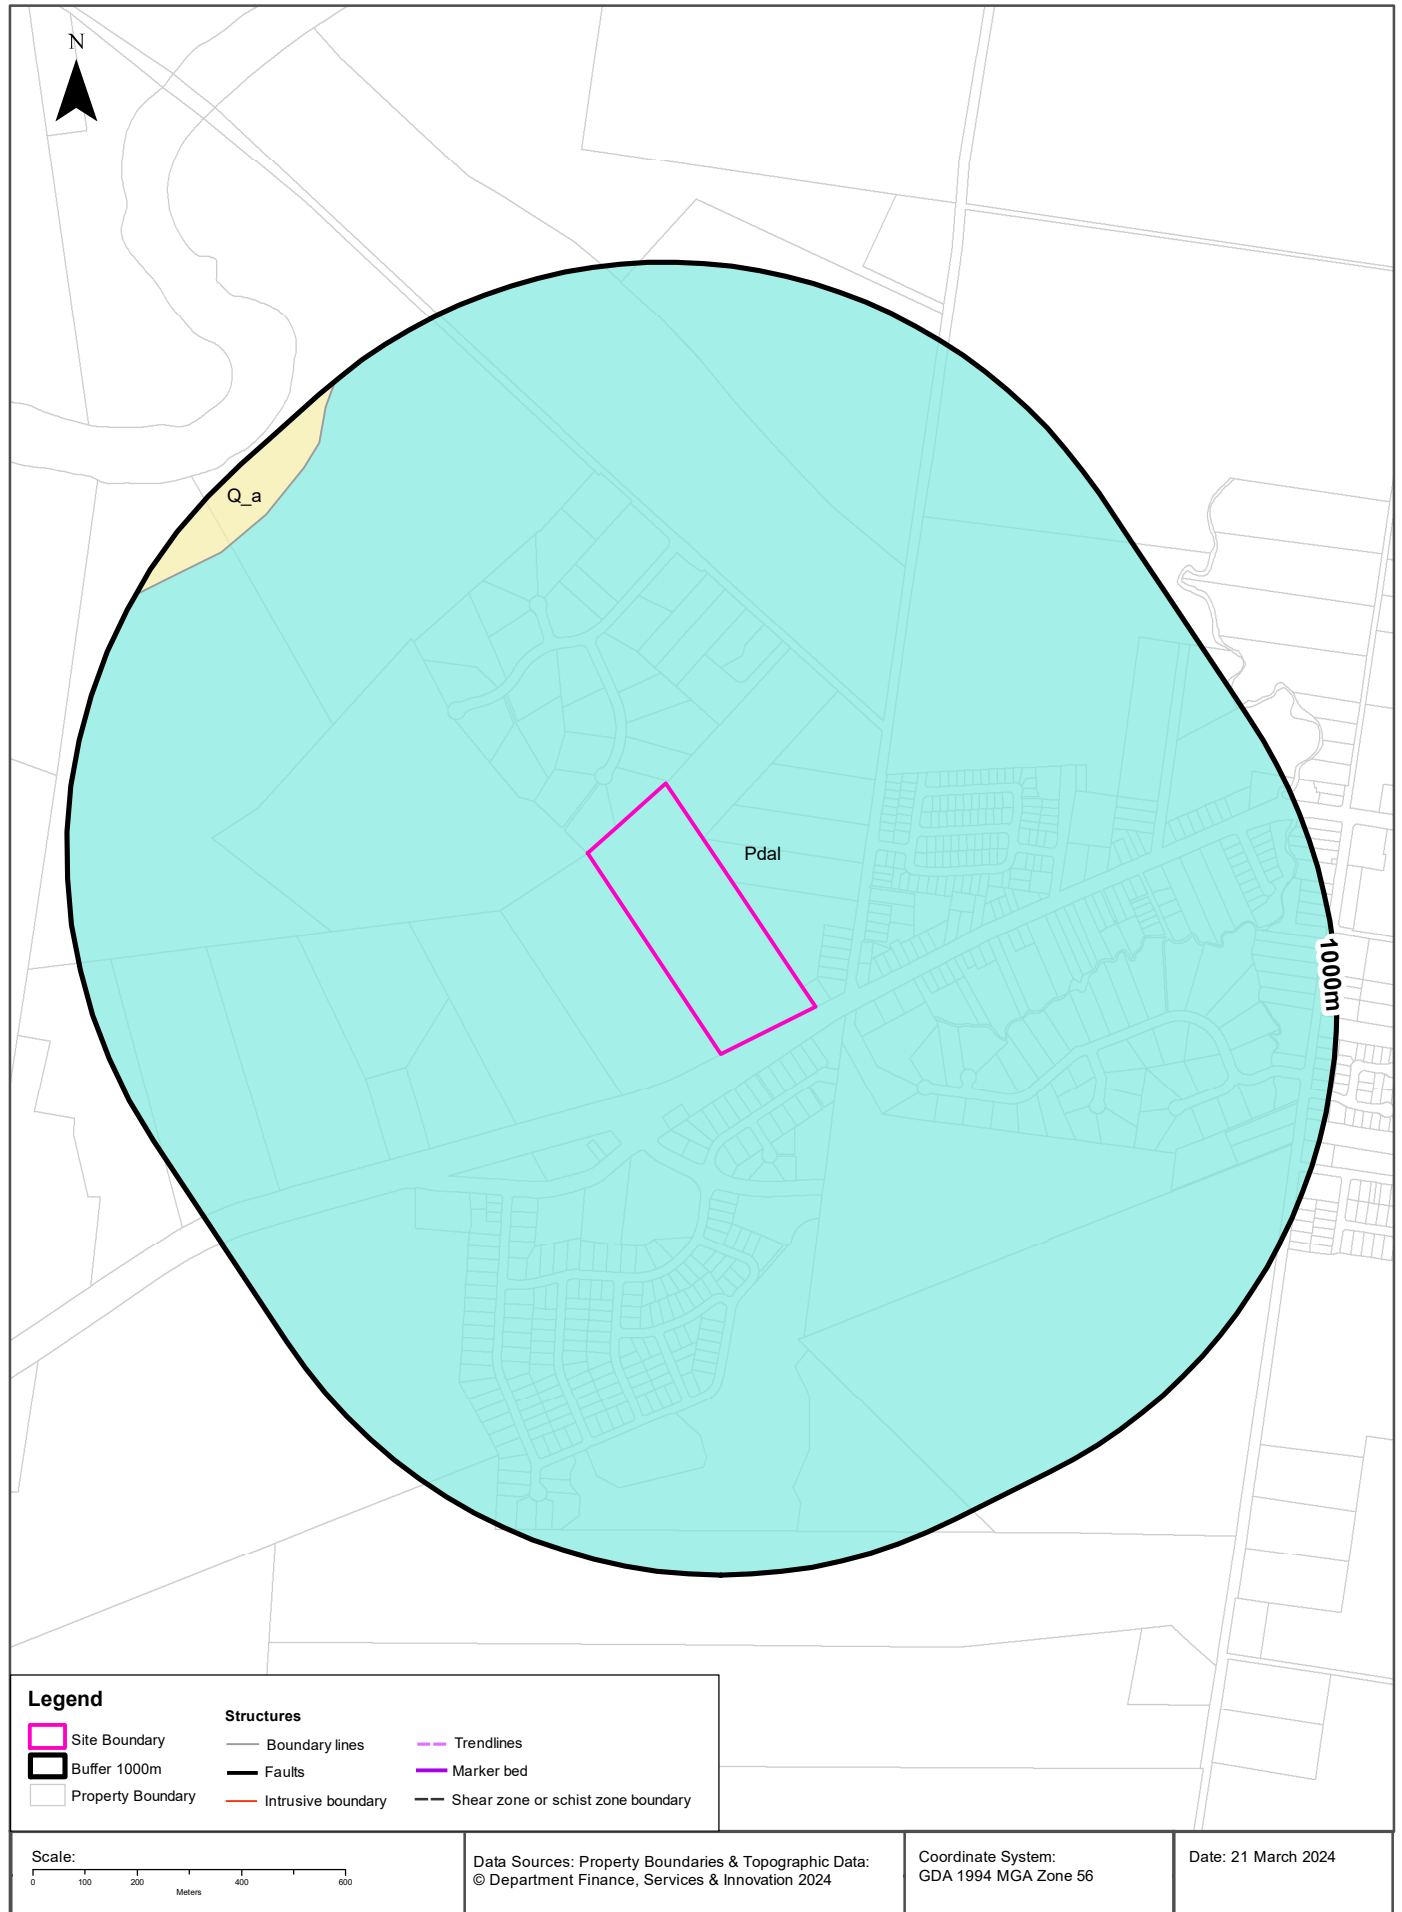 N
Q_a
Pdal
1000m
Legend
Site Boundary
Buffer 1000m
Property Boundary
Structures
Boundary lines
Faults
Intrusive boundary
Trendlines
Marker bed
Shear zone or schist zone boundary
Scale:
0 100 200 400 600
Meters
Data Sources: Property Boundaries & Topographic Data:
© Department Finance, Services & Innovation 2024
Coordinate System:
GDA 1994 MGA Zone 56
Date: 21 March 2024